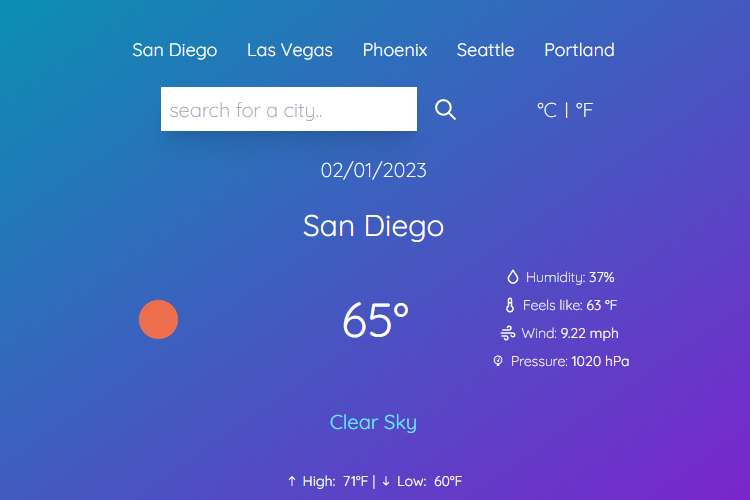 San Diego Las Vegas Phoenix Seattle Portland
search for a city..
°C | °F
02/01/2023
San Diego
65°
Humidity: 37%
Feels like: 63 °F
Wind: 9.22 mph
Pressure: 1020 hPa
Clear Sky
↑ High: 71°F | ↓ Low: 60°F